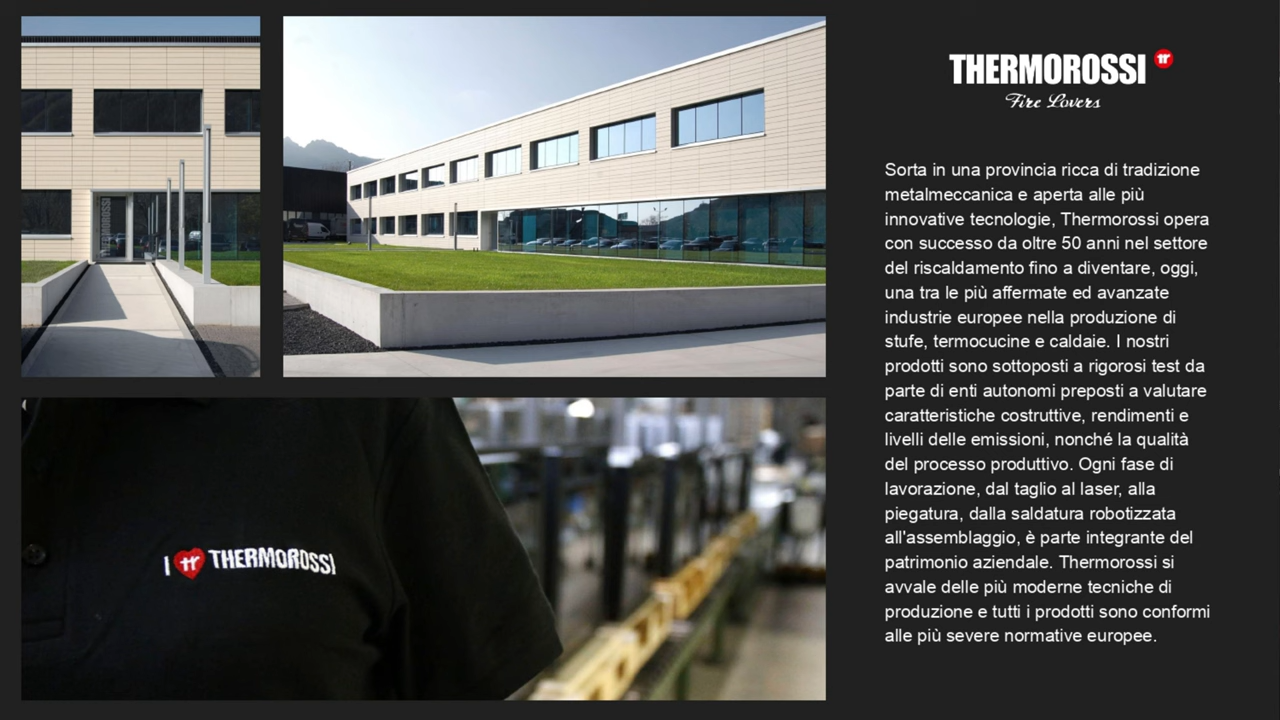 THERMOROSSI
THERMOROSSI
Fire Lovers
Sorta in una provincia ricca di tradizione
metalmeccanica e aperta alle più
innovative tecnologie, Thermorossi opera
con successo da oltre 50 anni nel settore
del riscaldamento fino a diventare, oggi,
una tra le più affermate ed avanzate
industrie europee nella produzione di
stufe, termocucine e caldaie. I nostri
prodotti sono sottoposti a rigorosi test da
parte di enti autonomi preposti a valutare
caratteristiche costruttive, rendimenti e
livelli delle emissioni, nonché la qualità
del processo produttivo. Ogni fase di
lavorazione, dal taglio al laser, alla
piegatura, dalla saldatura robotizzata
all'assemblaggio, è parte integrante del
patrimonio aziendale. Thermorossi si
avvale delle più moderne tecniche di
produzione e tutti i prodotti sono conformi
alle più severe normative europee.
I THERMOROSSI